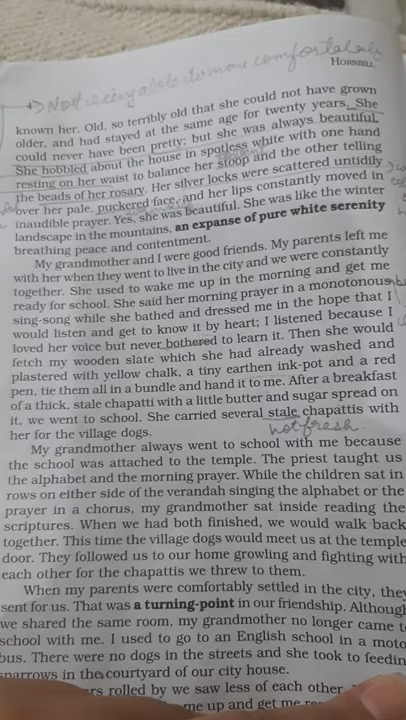 Not being able to move comfortably
HORNBILL
known her. Old, so terribly old that she could not have grown
older, and had stayed at the same age for twenty years. She
could never have been pretty; but she was always beautiful.
She hobbled about the house in spotless white with one hand
resting on her waist to balance her stoop and the other telling
the beads of her rosary. Her silver locks were scattered untidily
over her pale, puckered face, and her lips constantly moved in
inaudible prayer. Yes, she was beautiful. She was like the winter
landscape in the mountains, an expanse of pure white serenity
breathing peace and contentment.
My grandmother and I were good friends. My parents left me
with her when they went to live in the city and we were constantly
together. She used to wake me up in the morning and get me
ready for school. She said her morning prayer in a monotonous
sing-song while she bathed and dressed me in the hope that I
would listen and get to know it by heart; I listened because I
loved her voice but never bothered to learn it. Then she would
fetch my wooden slate which she had already washed and
plastered with yellow chalk, a tiny earthen ink-pot and a red
pen, tie them all in a bundle and hand it to me. After a breakfast
of a thick, stale chapatti with a little butter and sugar spread on
it, we went to school. She carried several stale chapattis with
her for the village dogs.
not fresh
My grandmother always went to school with me because
the school was attached to the temple. The priest taught us
the alphabet and the morning prayer. While the children sat in
rows on either side of the verandah singing the alphabet or the
prayer in a chorus, my grandmother sat inside reading the
scriptures. When we had both finished, we would walk back
together. This time the village dogs would meet us at the temple
door. They followed us to our home growling and fighting with
each other for the chapattis we threw to them.
When my parents were comfortably settled in the city, they
sent for us. That was a turning-point in our friendship. Although
we shared the same room, my grandmother no longer came t
school with me. I used to go to an English school in a moto
bus. There were no dogs in the streets and she took to feedin
sparrows in the courtyard of our city house.
rs rolled by we saw less of each other.
me up and get me